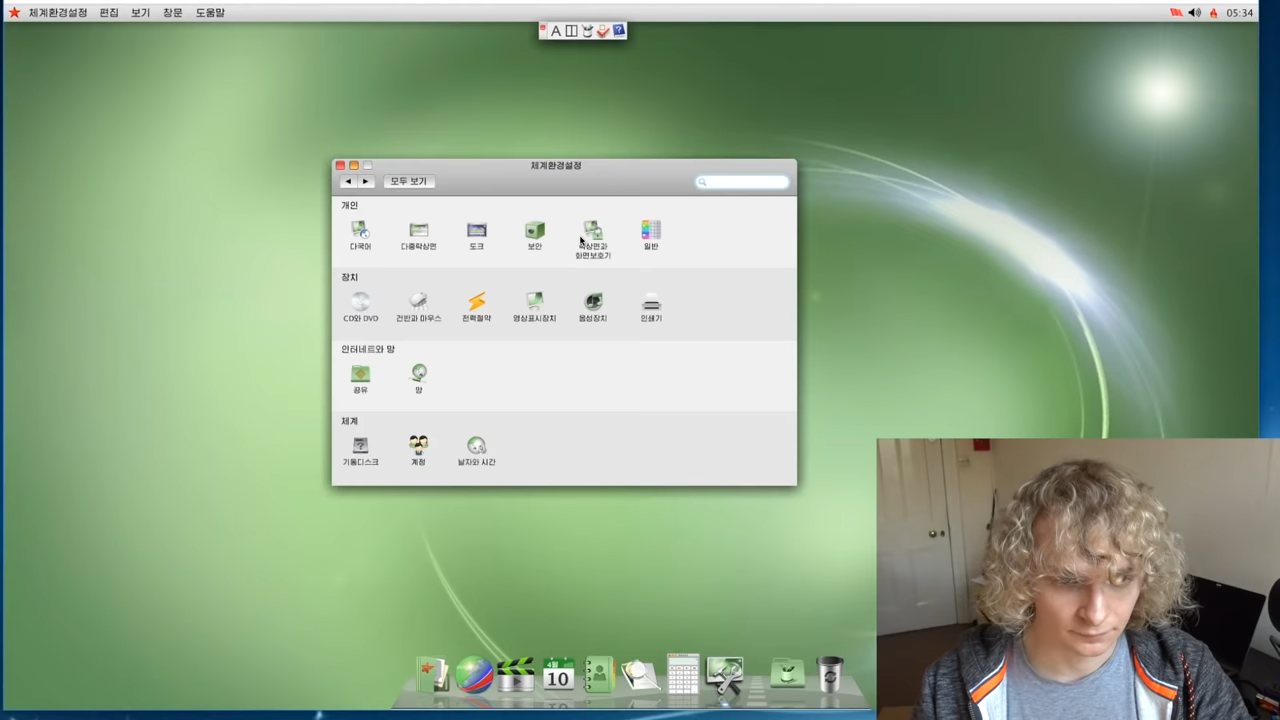 체계환경설정 편집 보기 창문 도움말
05:34
A
체계환경설정
모두 보기
개인
다국어 다중탁상면 도크 보안 탁상면과 화면보호기 일반
장치
CD와 DVD 건반과 마우스 전력절약 영상표시장치 음성장치 인쇄기
인터네트와 망
공유 망
체계
기동디스크 계정 날자와 시간
4월
10